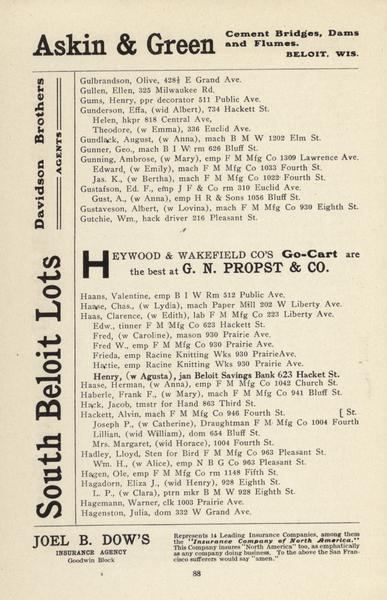 Askin & Green
Cement Bridges, Dams
and Flumes.
BELOIT, WIS.
South Beloit Lots
Davidson Brothers
AGENTS
Gulbrandson, Olive, 428½ E Grand Ave.
Gullen, Ellen, 325 Milwaukee Rd.
Gums, Henry, ppr decorator 511 Public Ave.
Gunderson, Effa, (wid Albert), 734 Hackett St.
Helen, hkpr 818 Central Ave,
Theodore, (w Emma), 336 Euclid Ave.
Gundlack, August, (w Anna), mach B M W 1202 Elm St.
Gunner, Geo., mach B I W rm 626 Bluff St.
Gunning, Ambrose, (w Mary), emp F M Mfg Co 1309 Lawrence Ave.
Edward, (w Emily), mach F M Mfg Co 1033 Fourth St.
Jas. K., (w Bertha), mach F M Mfg Co 1022 Fourth St.
Gustafson, Ed. F., emp J F & Co rm 310 Euclid Ave.
Gust, A., (w Anna), emp H R & Sons 1056 Bluff St.
Gustaveson, Albert, (w Lovina), mach F M Mfg Co 930 Eighth St.
Gutchie, Wm., hack driver 216 Pleasant St.
HEYWOOD & WAKEFIELD CO'S Go-Cart are
the best at G. N. PROPST & CO.
Haans, Valentine, emp B I W Rm 512 Public Ave.
Haase, Chas., (w Lydia), mach Paper Mill 202 W Liberty Ave.
Haas, Clarence, (w Edith), lab F M Mfg Co 223 Liberty Ave.
Edw., tinner F M Mfg Co 623 Hackett St.
Fred, (w Caroline), mason 930 Prairie Ave.
Fred W., emp F M Mfg Co 930 Prairie Ave.
Frieda, emp Racine Knitting Wks 930 PrairieAve.
Hattie, emp Racine Knitting Wks 930 Prairie Ave.
Henry, (w Agusta), jan Beloit Savings Bank 623 Hacket St.
Haase, Herman, (w Anna), emp F M Mfg Co 1042 Church St.
Haberle, Frank F., (w Mary), mach F M Mfg Co 941 Bluff St.
Hack, Jacob, tmstr for Hand 863 Third St.
Hackett, Alvin, mach F M Mfg Co 946 Fourth St. [ St.
Joseph P., (w Catherine), Draughtman F M Mfg Co 1004 Fourth
Lillian, (wid William), dom 654 Bluff St.
Mrs. Margaret, (wid Horace), 1004 Fourth St.
Hadley, Lloyd, Sten for Bird F M Mfg Co 963 Pleasant St.
Wm. H., (w Alice), emp N B G Co 963 Pleasant St.
Hagen, Ole, emp F M Mfg Co rm 1148 Fifth St.
Hagadorn, Eliza J., (wid Henry), 928 Eighth St.
L. P., (w Clara), ptrn mkr B M W 928 Eighth St.
Hagemann, Warner, clk 1003 Prairie Ave.
Hagenston, Julia, dom 332 W Grand Ave.
JOEL B. DOW'S
INSURANCE AGENCY
Goodwin Block
Represents 14 Leading Insurance Companies, among them
the "Insurance Company of North America."
This Company insures "North America" too, as emphatically
as any company doing business. To the above the San Fran-
cisco sufferers would say "amen."
88